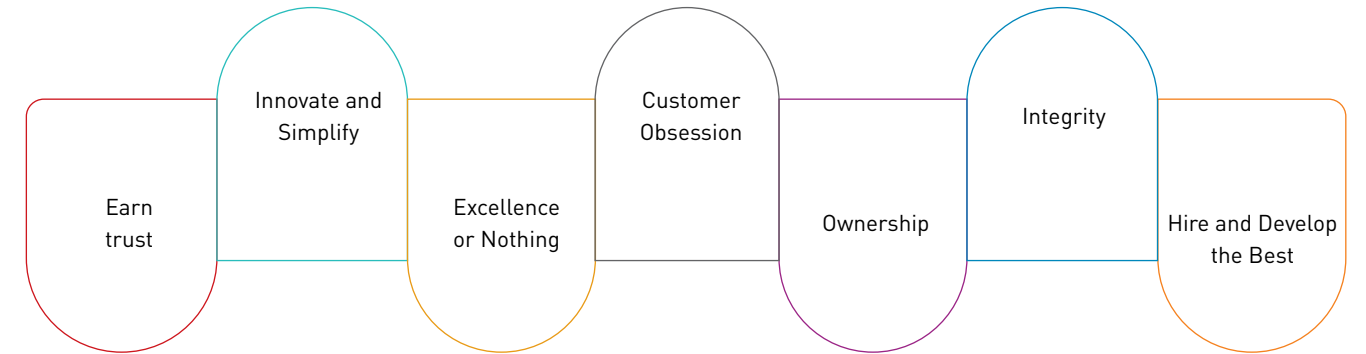 Earn
trust
Innovate and
Simplify
Excellence
or Nothing
Customer
Obsession
Ownership
Integrity
Hire and Develop
the Best